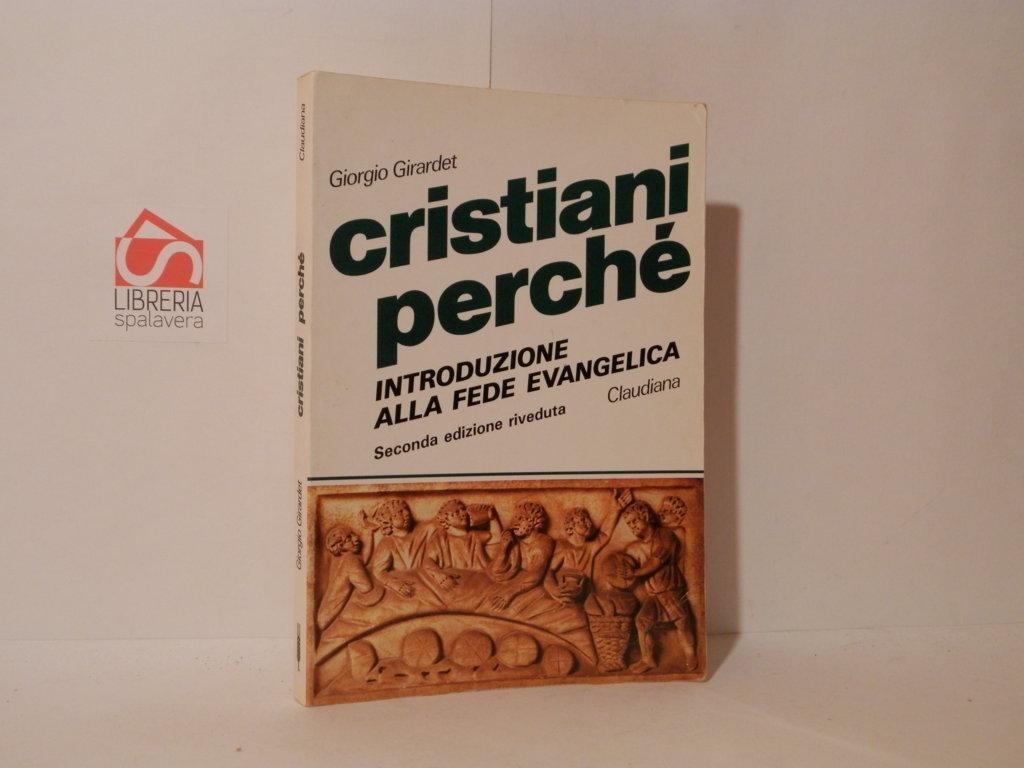 LIBRERIA
spalavera
Claudiana
cristiani perché
Giorgio Girardet
Giorgio Girardet
cristiani
perché
INTRODUZIONE
ALLA FEDE EVANGELICA
Claudiana
Seconda edizione riveduta